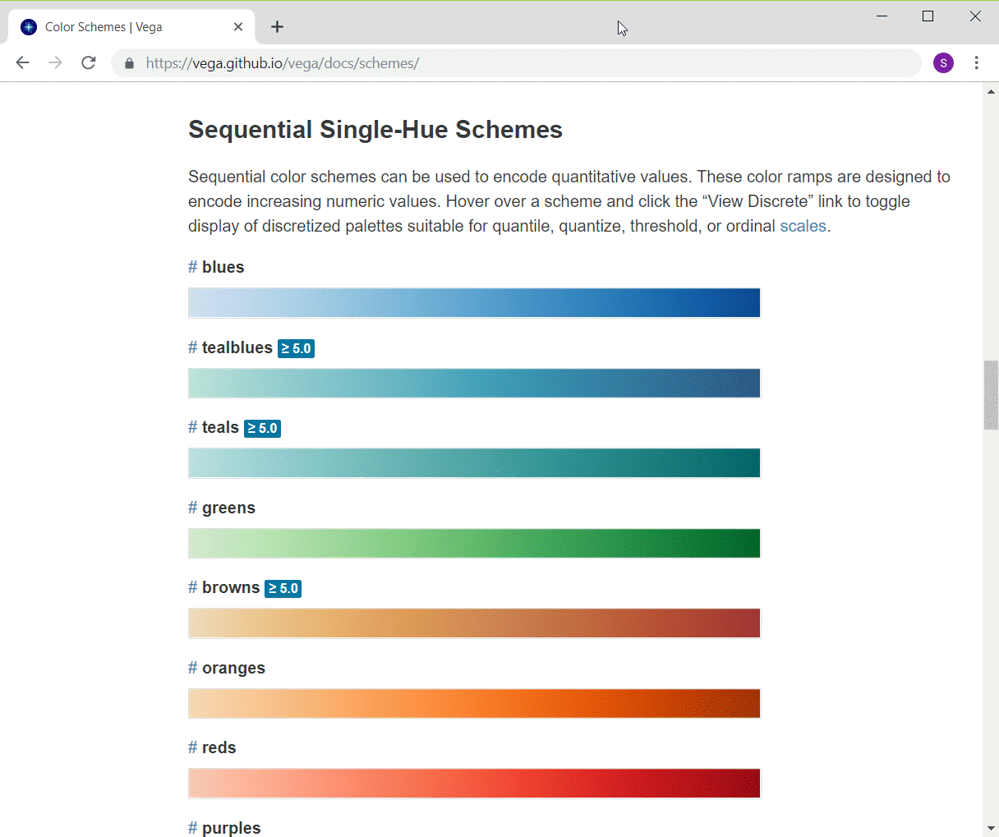 Color Schemes | Vega
https://vega.github.io/vega/docs/schemes/
S
Sequential Single-Hue Schemes
Sequential color schemes can be used to encode quantitative values. These color ramps are designed to
encode increasing numeric values. Hover over a scheme and click the “View Discrete” link to toggle
display of discretized palettes suitable for quantile, quantize, threshold, or ordinal scales.
# blues
# tealblues ≥ 5.0
# teals ≥ 5.0
# greens
# browns ≥ 5.0
# oranges
# reds
# purples